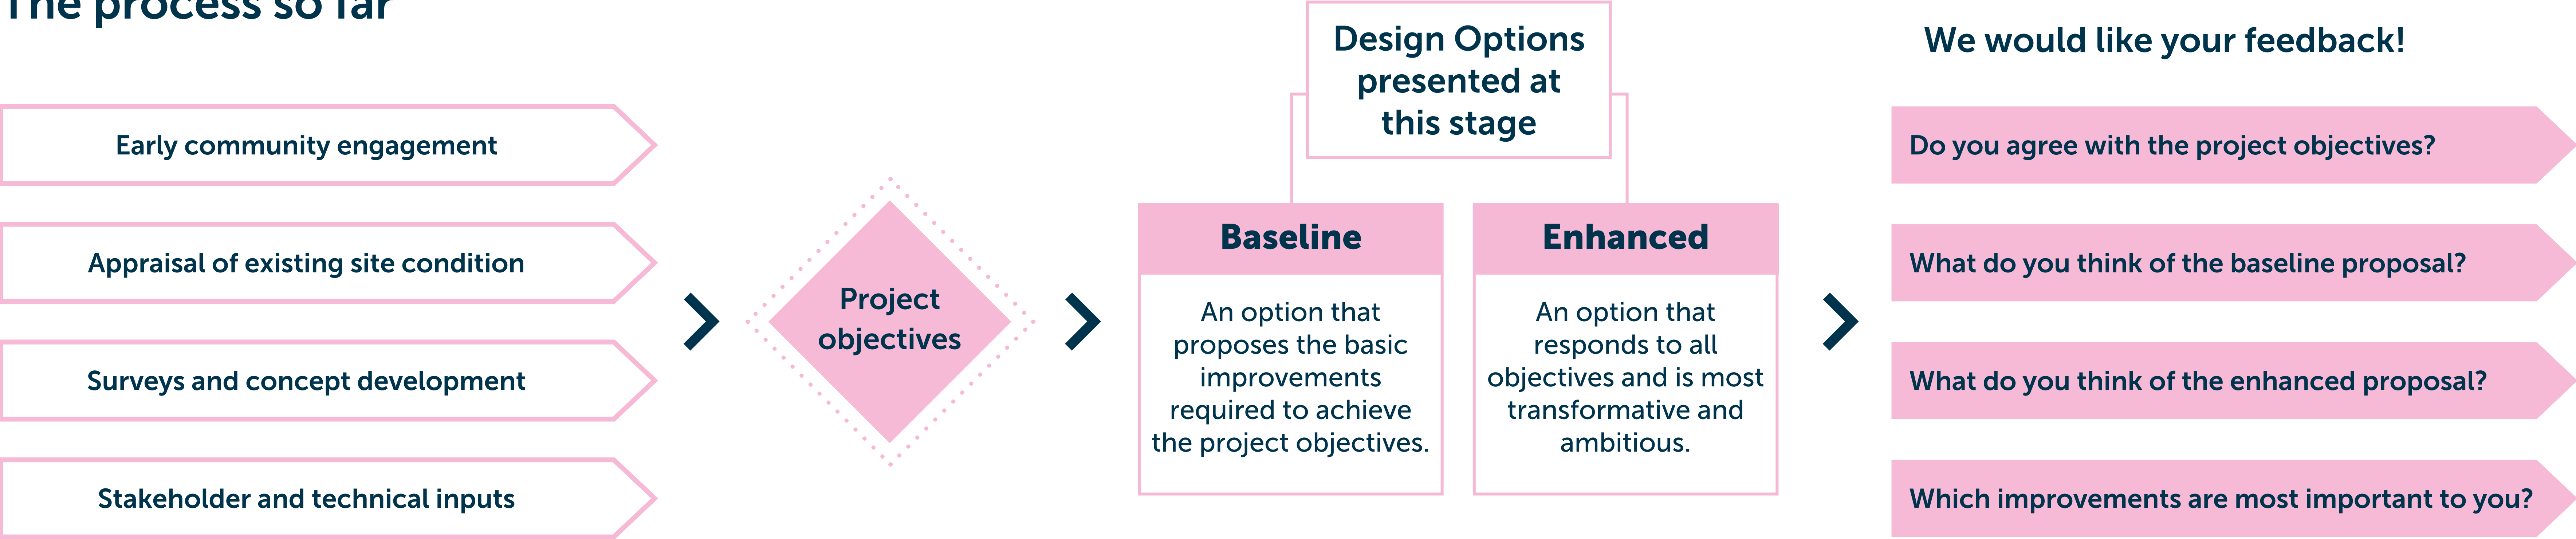 The process so far
Early community engagement
Appraisal of existing site condition
Surveys and concept development
Stakeholder and technical inputs
Project
objectives
Design Options
presented at
this stage
Baseline
An option that
proposes the basic
improvements
required to achieve
the project objectives.
Enhanced
An option that
responds to all
objectives and is most
transformative and
ambitious.
We would like your feedback!
Do you agree with the project objectives?
What do you think of the baseline proposal?
What do you think of the enhanced proposal?
Which improvements are most important to you?